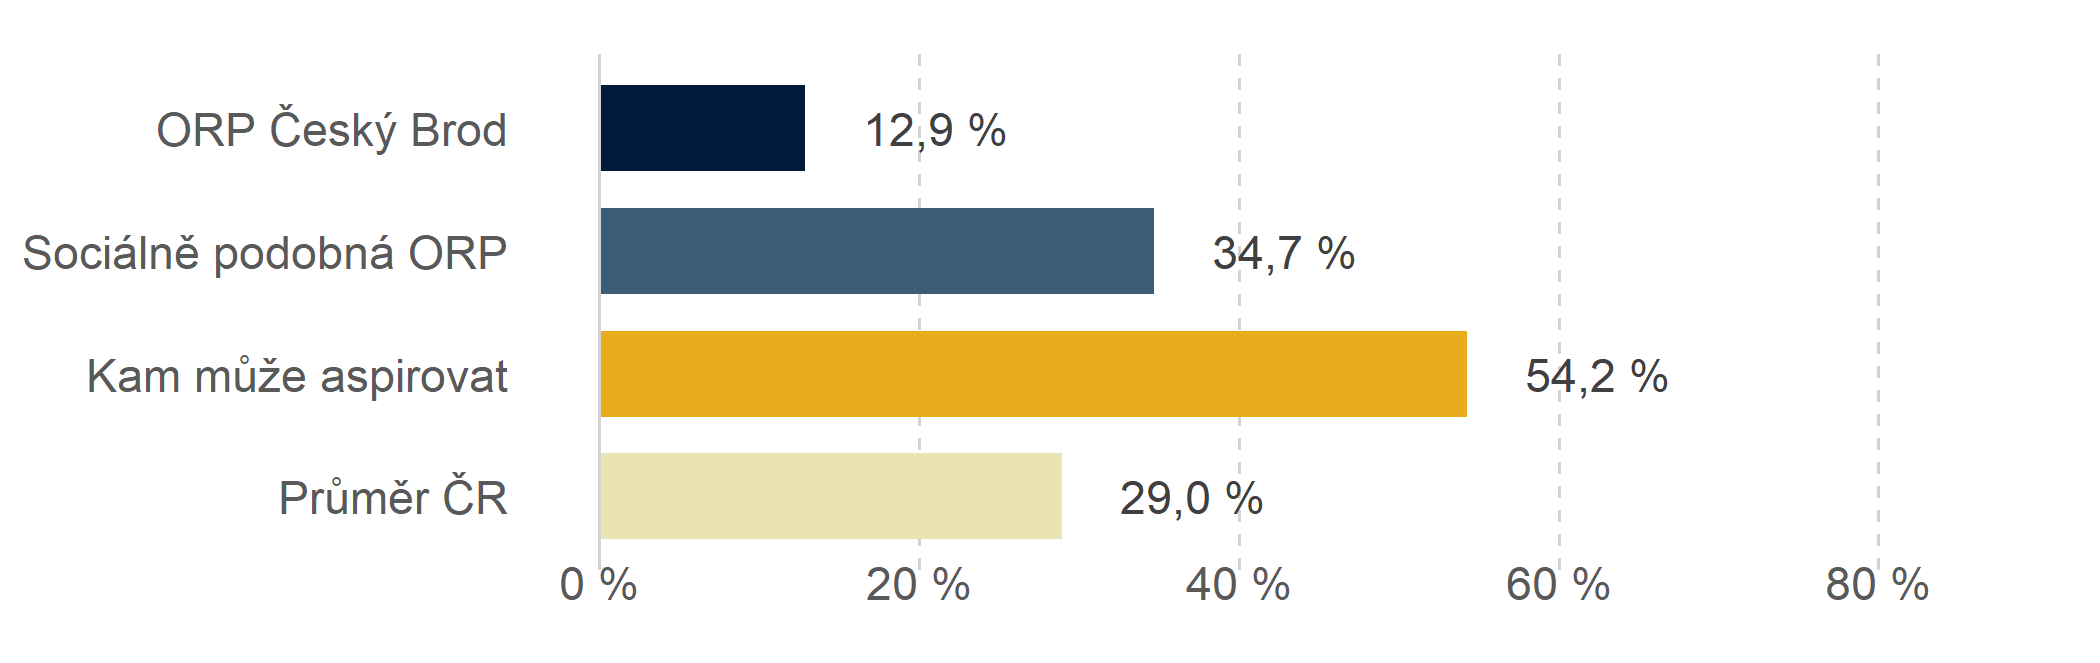 ORP Český Brod 12,9 %
Sociálně podobná ORP 34,7 %
Kam může aspirovat 54,2 %
Průměr ČR 29,0 %
0 % 20 % 40 % 60 % 80 %